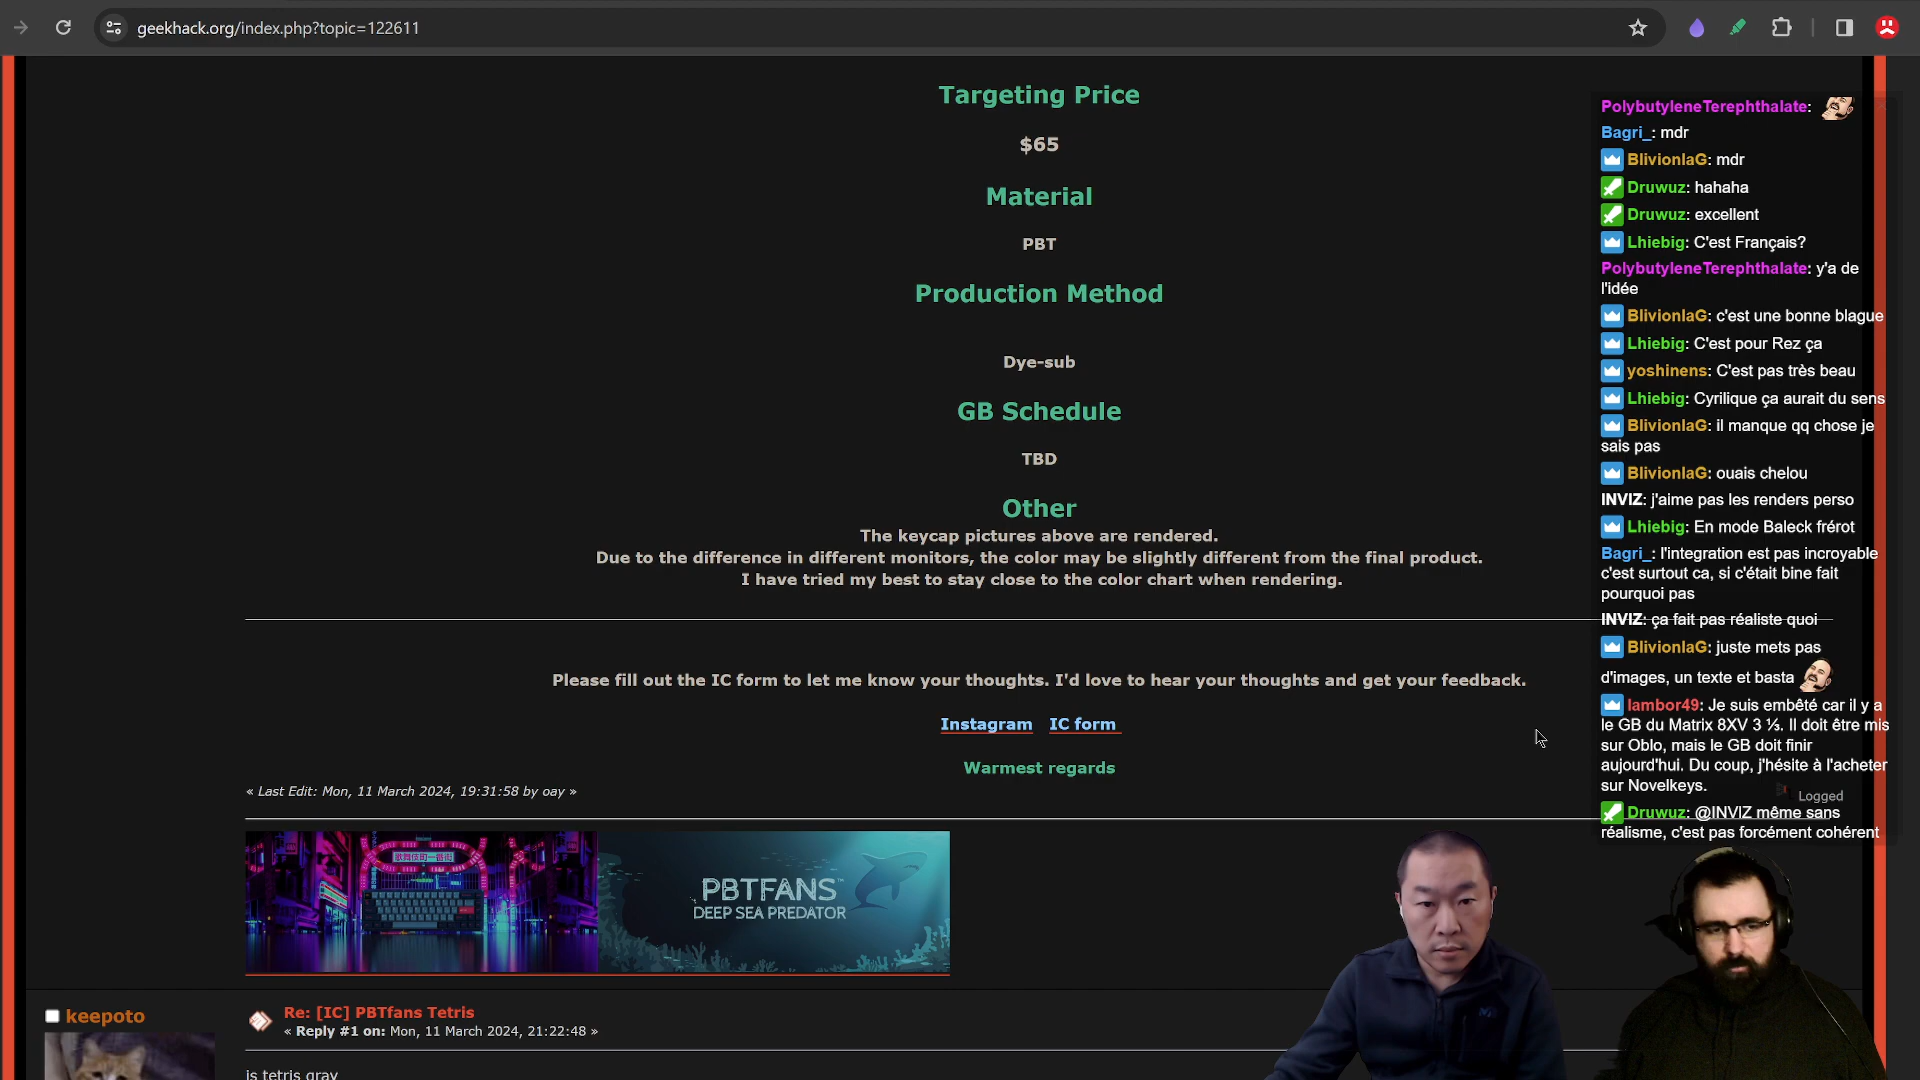 geekhack.org/index.php?topic=122611
Targeting Price
$65
Material
PBT
Production Method
Dye-sub
GB Schedule
TBD
Other
The keycap pictures above are rendered.
Due to the difference in different monitors, the color may be slightly different from the final product.
I have tried my best to stay close to the color chart when rendering.
Please fill out the IC form to let me know your thoughts. I'd love to hear your thoughts and get your feedback.
Instagram IC form
Warmest regards
« Last Edit: Mon, 11 March 2024, 19:31:58 by oay »
Logged
歌舞伎町一番街
PBTFANS™
DEEP SEA PREDATOR
keepoto
Re: [IC] PBTfans Tetris
« Reply #1 on: Mon, 11 March 2024, 21:22:48 »
is tetris gray
PolybutyleneTerephthalate:
Bagri_: mdr
BlivionlaG: mdr
Druwuz: hahaha
Druwuz: excellent
Lhiebig: C'est Français?
PolybutyleneTerephthalate: y'a de
l'idée
BlivionlaG: c'est une bonne blague
Lhiebig: C'est pour Rez ça
yoshinens: C'est pas très beau
Lhiebig: Cyrilique ça aurait du sens
BlivionlaG: il manque qq chose je
sais pas
BlivionlaG: ouais chelou
INVIZ: j'aime pas les renders perso
Lhiebig: En mode Baleck frérot
Bagri_: l'integration est pas incroyable
c'est surtout ca, si c'était bine fait
pourquoi pas
INVIZ: ça fait pas réaliste quoi
BlivionlaG: juste mets pas
d'images, un texte et basta
lambor49: Je suis embêté car il y a
le GB du Matrix 8XV 3 ⅓. Il doit être mis
sur Oblo, mais le GB doit finir
aujourd'hui. Du coup, j'hésite à l'acheter
sur Novelkeys.
Druwuz: @INVIZ même sans
réalisme, c'est pas forcément cohérent